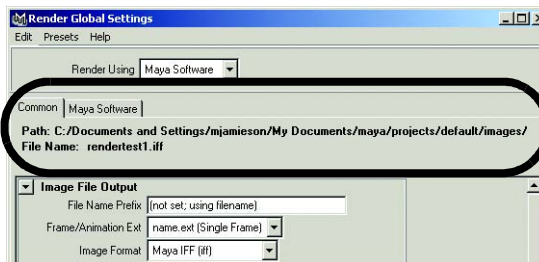 Render Global Settings
Edit Presets Help
Render Using Maya Software
Common Maya Software
Path: C:/Documents and Settings/mjamieson/My Documents/maya/projects/default/images/
File Name: rendertest1.iff
Image File Output
File Name Prefix (not set; using filename)
Frame/Animation Ext name.ext (Single Frame)
Image Format Maya IFF (iff)